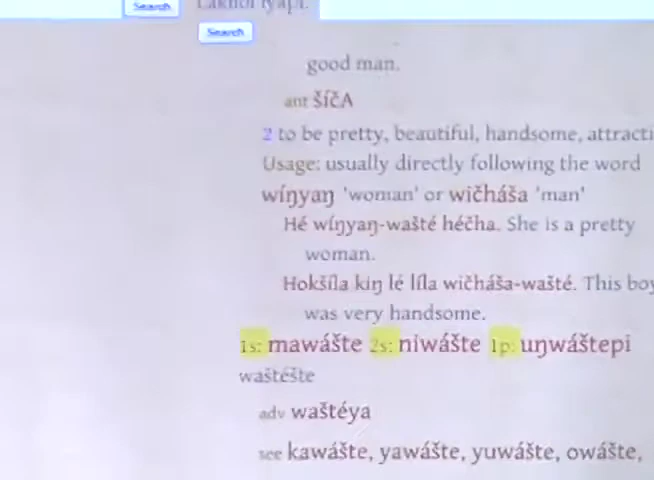 Search
Lakhól'iyapi:
Search
good man.
ant šíčA
2 to be pretty, beautiful, handsome, attracti
Usage: usually directly following the word
wíŋyaŋ 'woman' or wičháša 'man'
Hé wíŋyaŋ-wašté héčha. She is a pretty
woman.
Hokšíla kiŋ lé líla wičháša-wašté. This boy
was very handsome.
1s: mawášte 2s: niwášte 1p: uŋwáštepi
waštéšte
adv waštéya
see kawášte, yawášte, yuwášte, owášte,